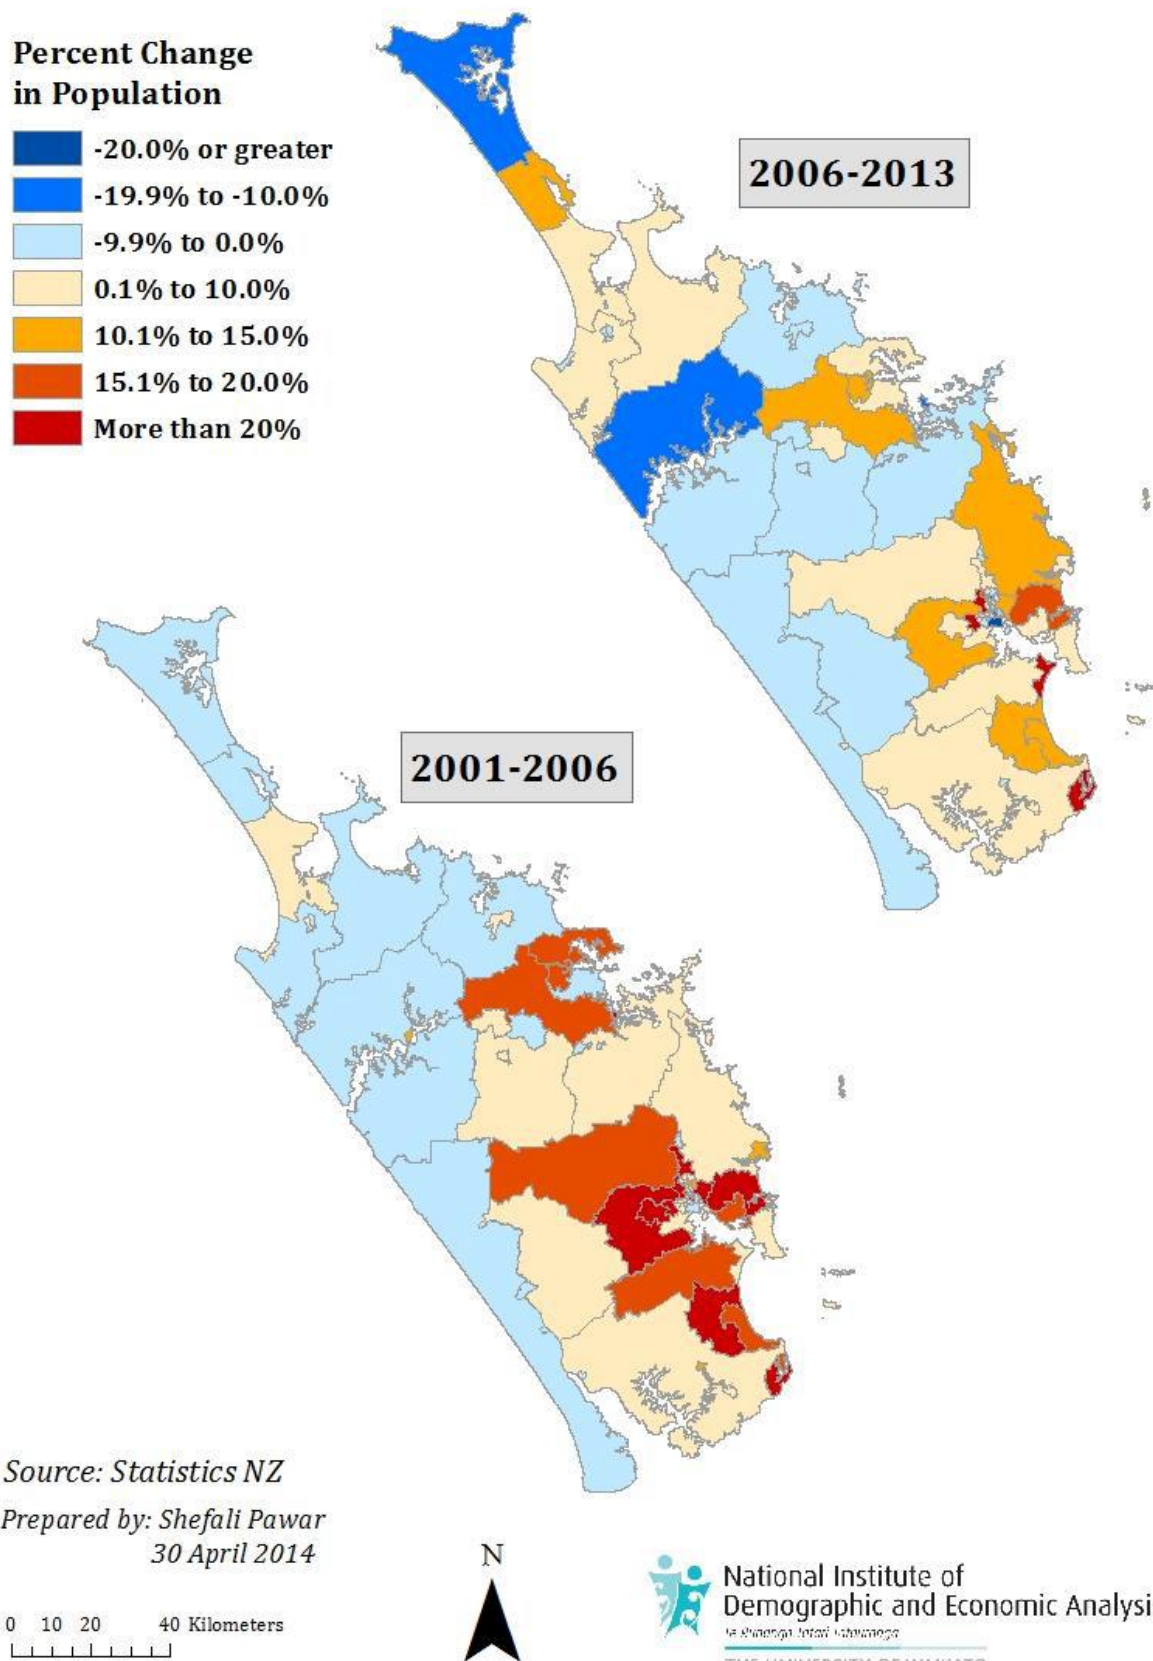 Percent Change
in Population
-20.0% or greater
-19.9% to -10.0%
-9.9% to 0.0%
0.1% to 10.0%
10.1% to 15.0%
15.1% to 20.0%
More than 20%
2006-2013
2001-2006
Source: Statistics NZ
Prepared by: Shefali Pawar
30 April 2014
N
0 10 20 40 Kilometers
National Institute of
Demographic and Economic Analysi